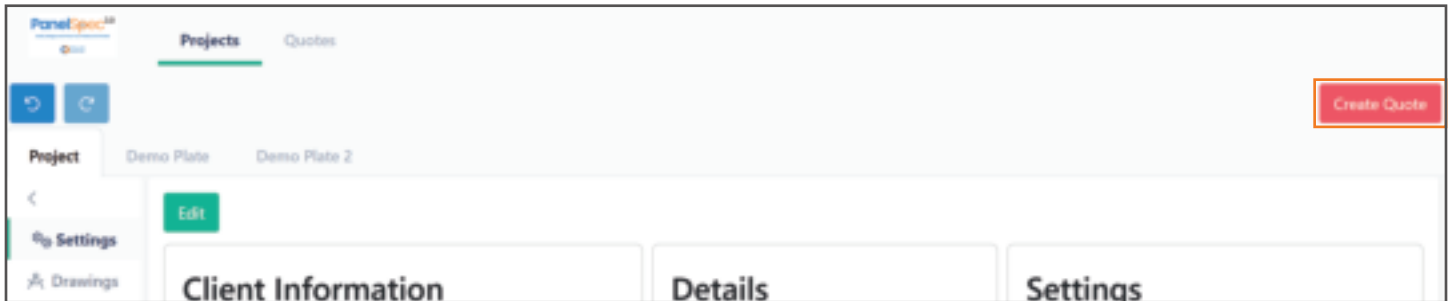 PanelSpec
Projects Quotes
Create Quote
Project Demo Plate Demo Plate 2
Edit
Settings
Drawings
Client Information Details Settings